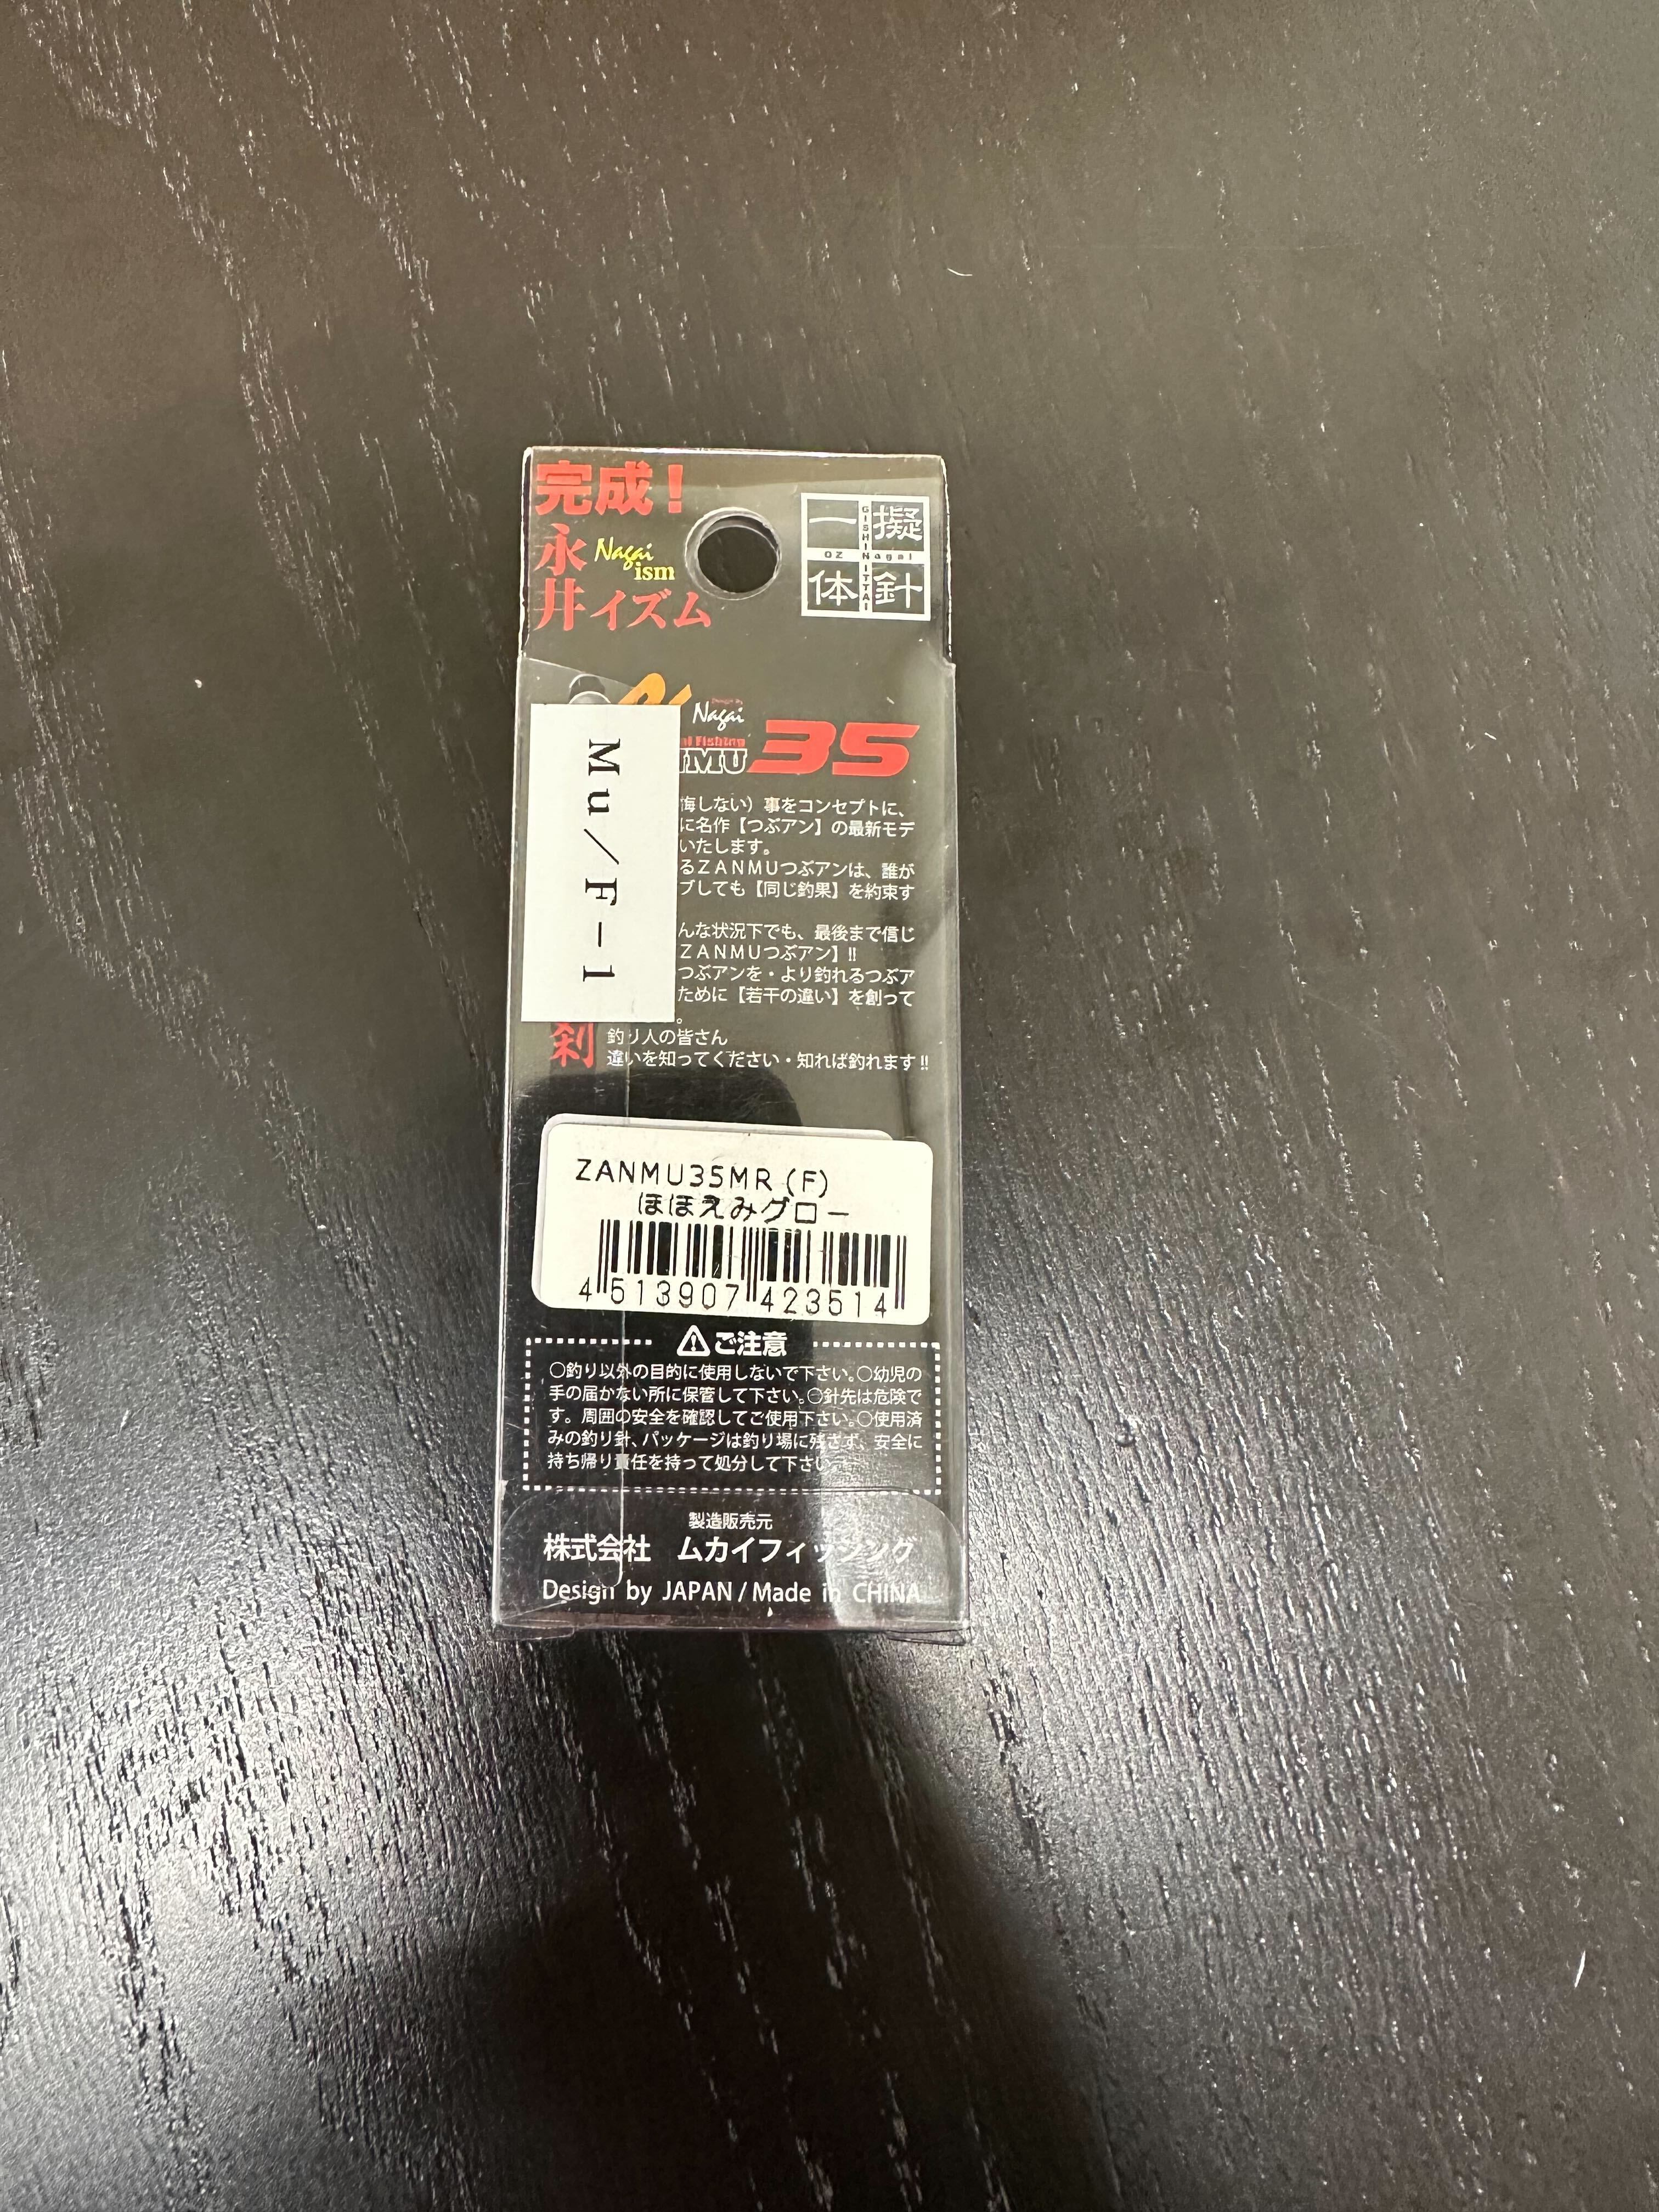 完成!
永井イズム
Nagai ism
一擬
体針
GISHIN ITTAI
OZ Nagai
Design by Nagai
al Fishing
MU 35
Mu/F-1
悔しない)事をコンセプトに、
に名作【つぶアン】の最新モデ
いたします。
るZANMUつぶアンは、誰が
ブしても【同じ釣果】を約束す
んな状況下でも、最後まで信じ
ZANMUつぶアン】!!
つぶアンを・より釣れるつぶア
ために【若干の違い】を創って
。
釣り人の皆さん
違いを知ってください・知れば釣れます!!
ZANMU35MR(F)
ほほえみグロー
4 513907 423514
⚠ご注意
○釣り以外の目的に使用しないで下さい。○幼児の
手の届かない所に保管して下さい。○針先は危険で
す。周囲の安全を確認してご使用下さい。○使用済
みの釣り針、パッケージは釣り場に残さず、安全に
持ち帰り責任を持って処分して下さい。
製造販売元
株式会社 ムカイフィッシング
Design by JAPAN / Made in CHINA